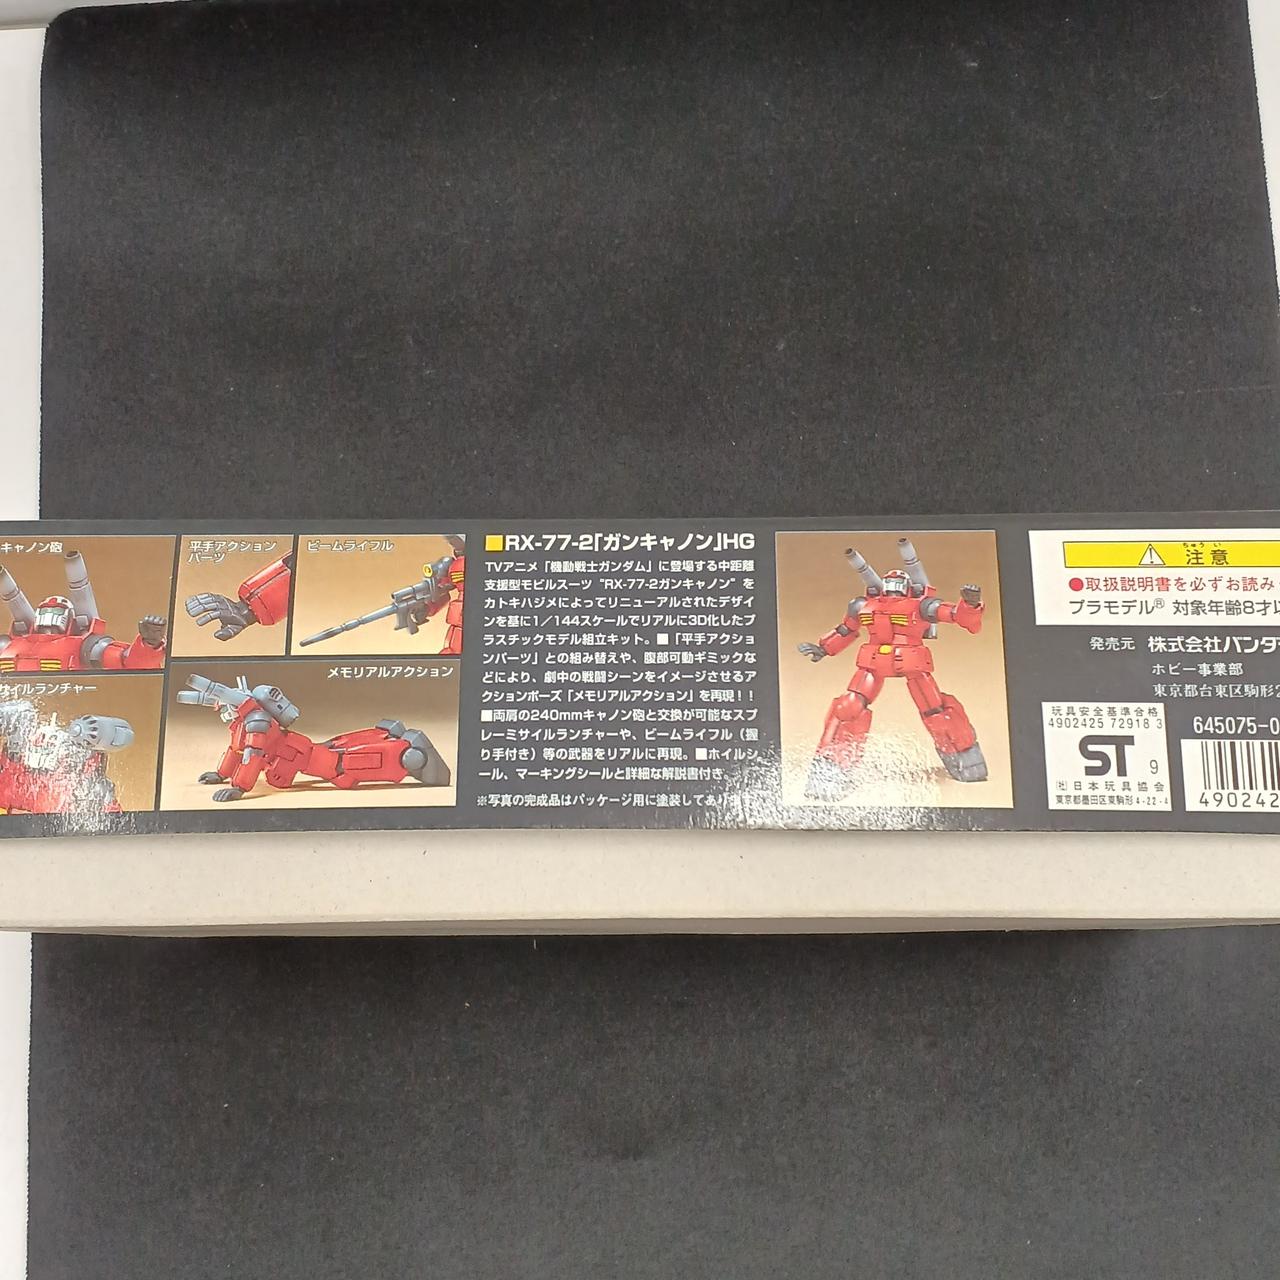 キャノン砲
平手アクション
パーツ
ビームライフル
イルランチャー
メモリアルアクション
■RX-77-2「ガンキャノン」HG
TVアニメ「機動戦士ガンダム」に登場する中距離
支援型モビルスーツ“RX-77-2ガンキャノン”を
カトキハジメによってリニューアルされたデザイ
ンを基に1/144スケールでリアルに3D化したプ
ラスチックモデル組立キット。■「平手アクショ
ンパーツ」との組み替えや、腹部可動ギミックな
どにより、劇中の戦闘シーンをイメージさせるア
クションポーズ「メモリアルアクション」を再現!!
■両肩の240mmキャノン砲と交換が可能なスプ
レーミサイルランチャーや、ビームライフル（握
り手付き）等の武器をリアルに再現。■ホイルシ
ール、マーキングシールと詳細な解説書付き
※写真の完成品はパッケージ用に塗装してあり
ちゅうい
注意
●取扱説明書を必ずお読み
プラモデル® 対象年齢8才以
発売元 株式会社バンダ
ホビー事業部
東京都台東区駒形2
玩具安全基準合格
4902425 72918 3
ST 9
(社)日本玩具協会
東京都墨田区東駒形4-22-4
645075-0
490242